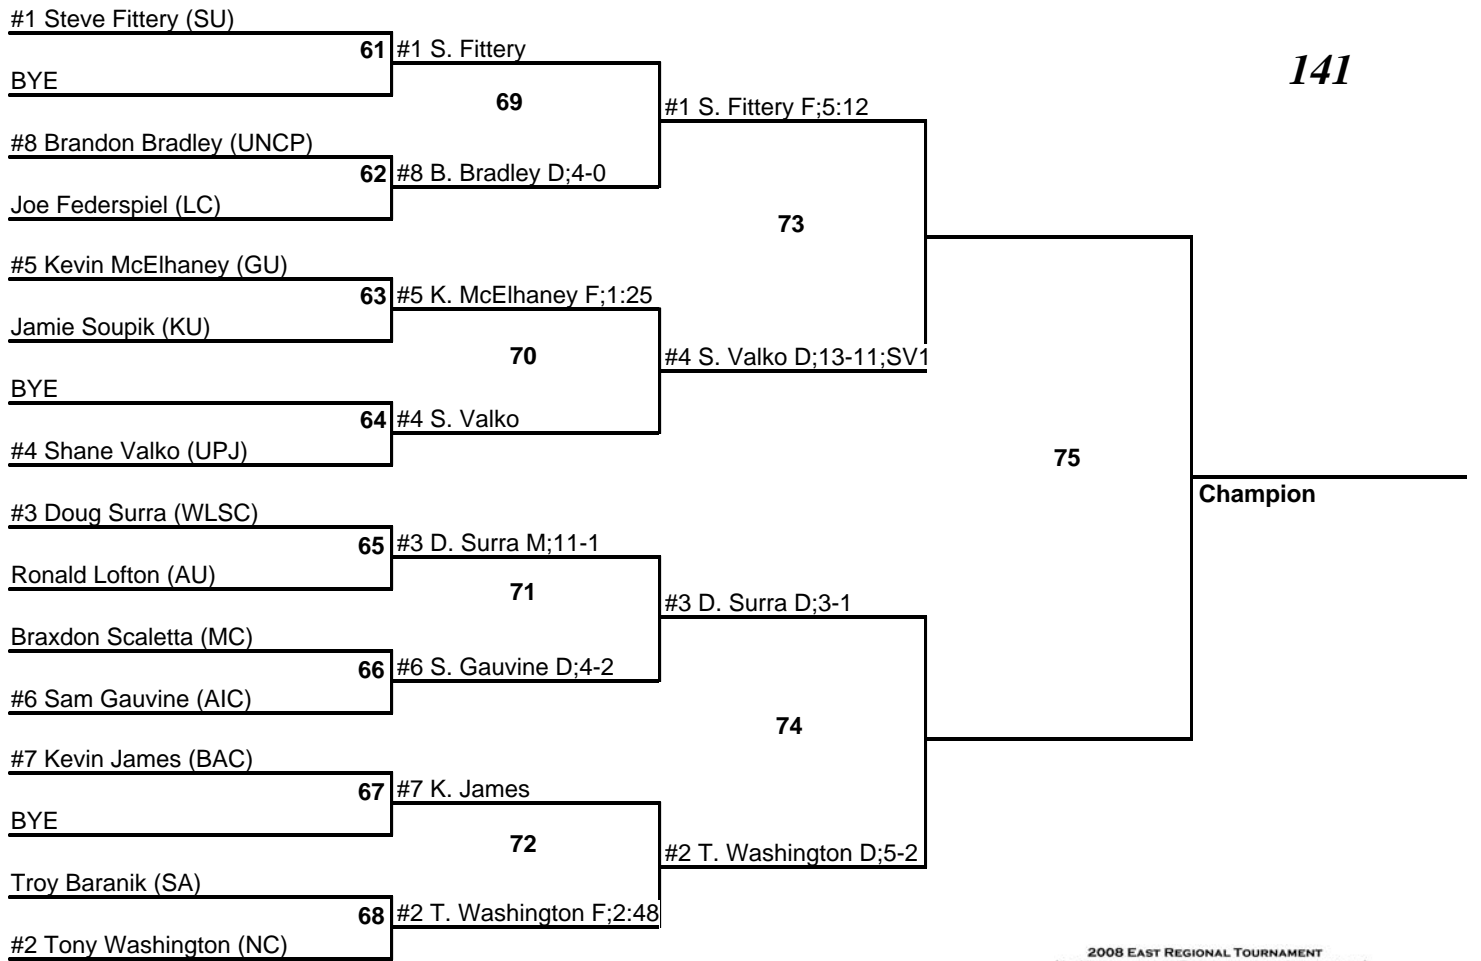 #1 Steve Fittery (SU)
61 #1 S. Fittery
141
BYE
69
#1 S. Fittery F;5:12
#8 Brandon Bradley (UNCP)
62 #8 B. Bradley D;4-0
Joe Federspiel (LC)
73
#5 Kevin McElhaney (GU)
63 #5 K. McElhaney F;1:25
Jamie Soupik (KU)
70
#4 S. Valko D;13-11;SV1
BYE
64 #4 S. Valko
#4 Shane Valko (UPJ)
75
Champion
#3 Doug Surra (WLSC)
65 #3 D. Surra M;11-1
Ronald Lofton (AU)
71
#3 D. Surra D;3-1
Braxdon Scaletta (MC)
66 #6 S. Gauvine D;4-2
#6 Sam Gauvine (AIC)
74
#7 Kevin James (BAC)
67 #7 K. James
BYE
72
#2 T. Washington D;5-2
Troy Baranik (SA)
68 #2 T. Washington F;2:48
#2 Tony Washington (NC)
2008 EAST REGIONAL TOURNAMENT